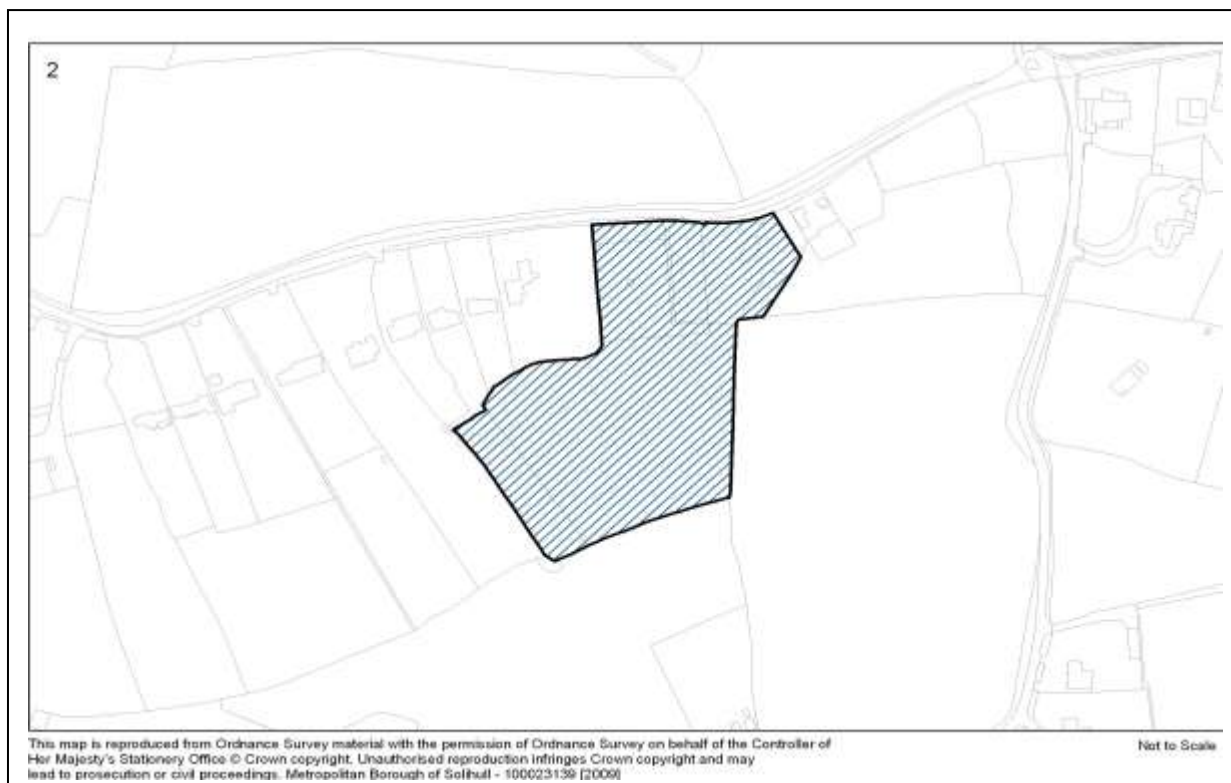 2
This map is reproduced from Ordnance Survey material with the permission of Ordnance Survey on behalf of the Controller of
Her Majesty's Stationery Office © Crown copyright. Unauthorised reproduction infringes Crown copyright and may
lead to prosecution or civil proceedings. Metropolitan Borough of Solihull - 100023139 [2009]
Not to Scale